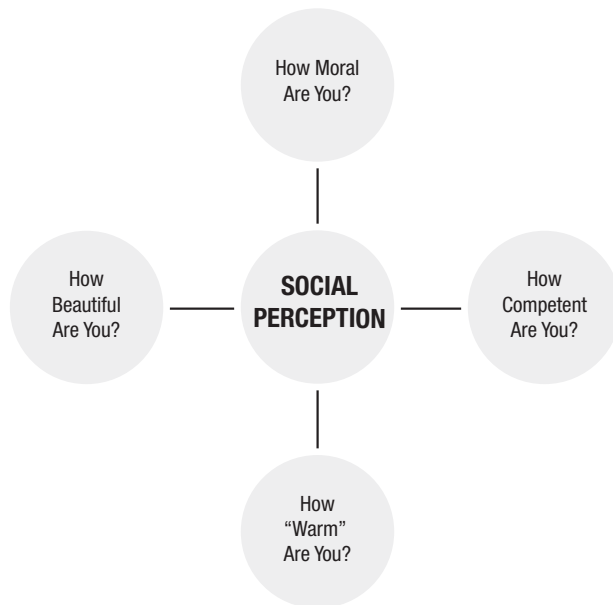 How Moral
Are You?
How
Beautiful
Are You?
SOCIAL
PERCEPTION
How
Competent
Are You?
How
“Warm”
Are You?